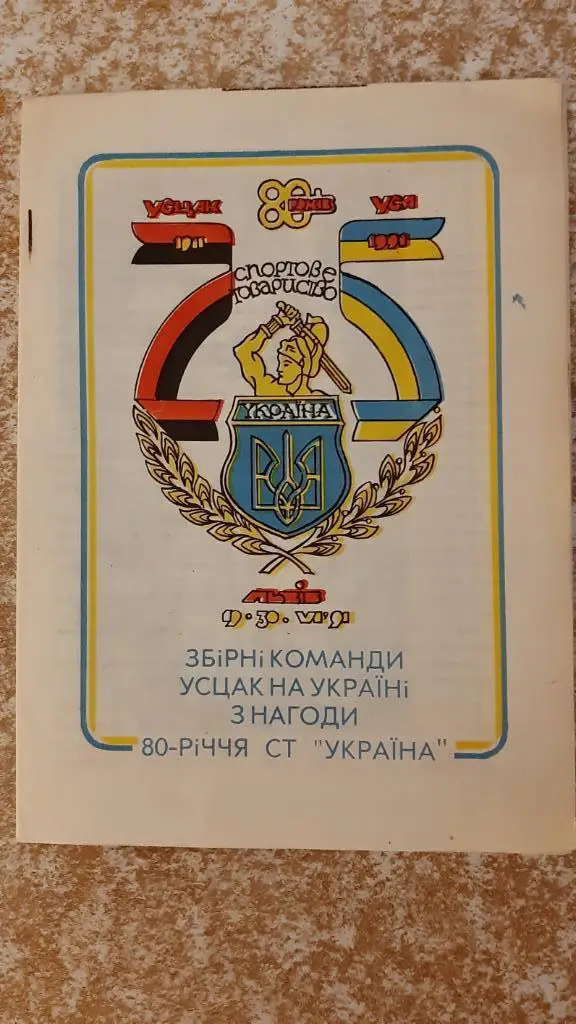 УСЦАК
80 РОКІВ
УСА
1911
1991
СПОРТОВЕ
ТОВАРИСТВО
УКРАЇНА
ЛЬВІВ
9·30·VI·91
ЗБІРНІ КОМАНДИ
УСЦАК НА УКРАЇНІ
З НАГОДИ
80-РІЧЧЯ СТ "УКРАЇНА"